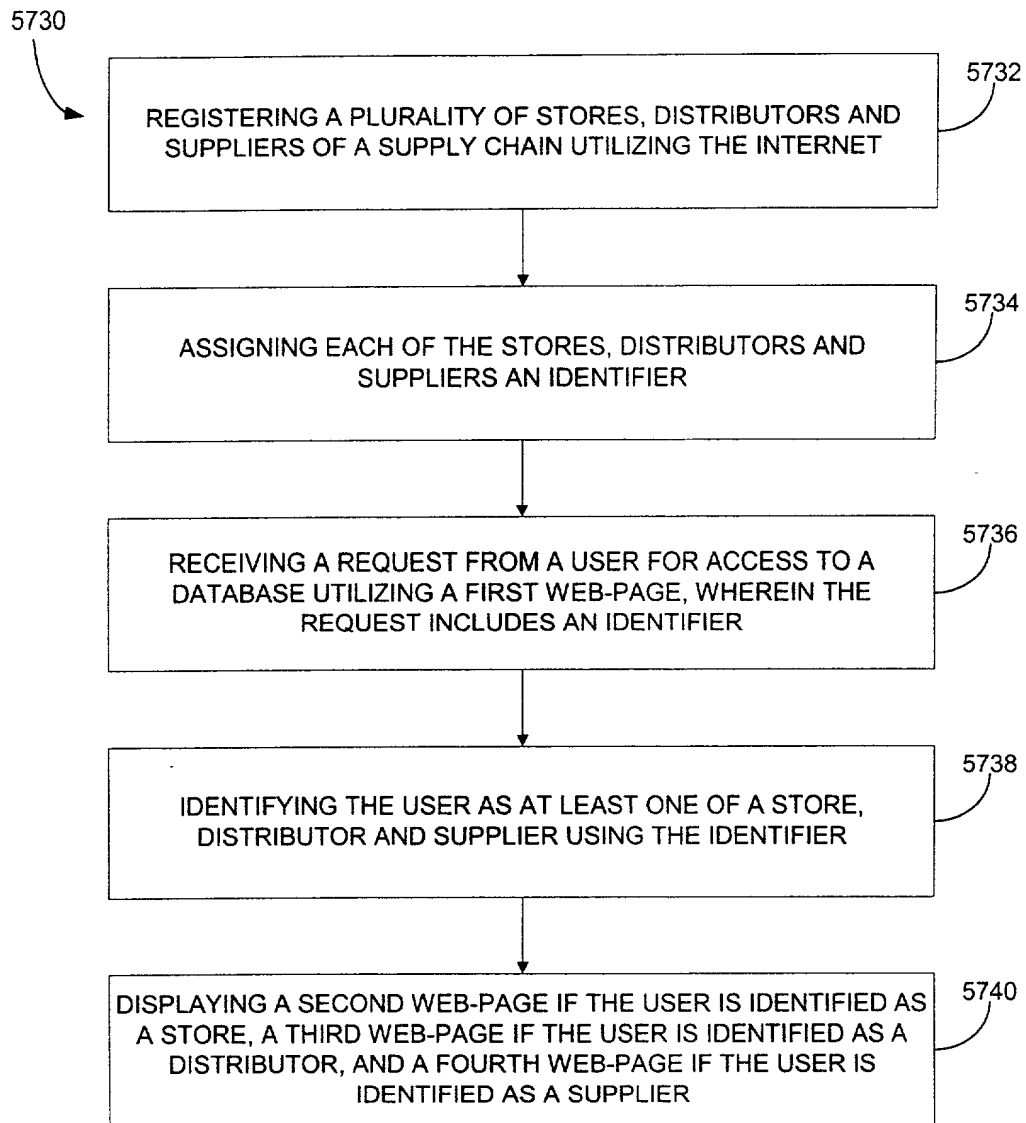 5730
5732
REGISTERING A PLURALITY OF STORES, DISTRIBUTORS AND
SUPPLIERS OF A SUPPLY CHAIN UTILIZING THE INTERNET
5734
ASSIGNING EACH OF THE STORES, DISTRIBUTORS AND
SUPPLIERS AN IDENTIFIER
5736
RECEIVING A REQUEST FROM A USER FOR ACCESS TO A
DATABASE UTILIZING A FIRST WEB-PAGE, WHEREIN THE
REQUEST INCLUDES AN IDENTIFIER
5738
IDENTIFYING THE USER AS AT LEAST ONE OF A STORE,
DISTRIBUTOR AND SUPPLIER USING THE IDENTIFIER
5740
DISPLAYING A SECOND WEB-PAGE IF THE USER IS IDENTIFIED AS
A STORE, A THIRD WEB-PAGE IF THE USER IS IDENTIFIED AS A
DISTRIBUTOR, AND A FOURTH WEB-PAGE IF THE USER IS
IDENTIFIED AS A SUPPLIER